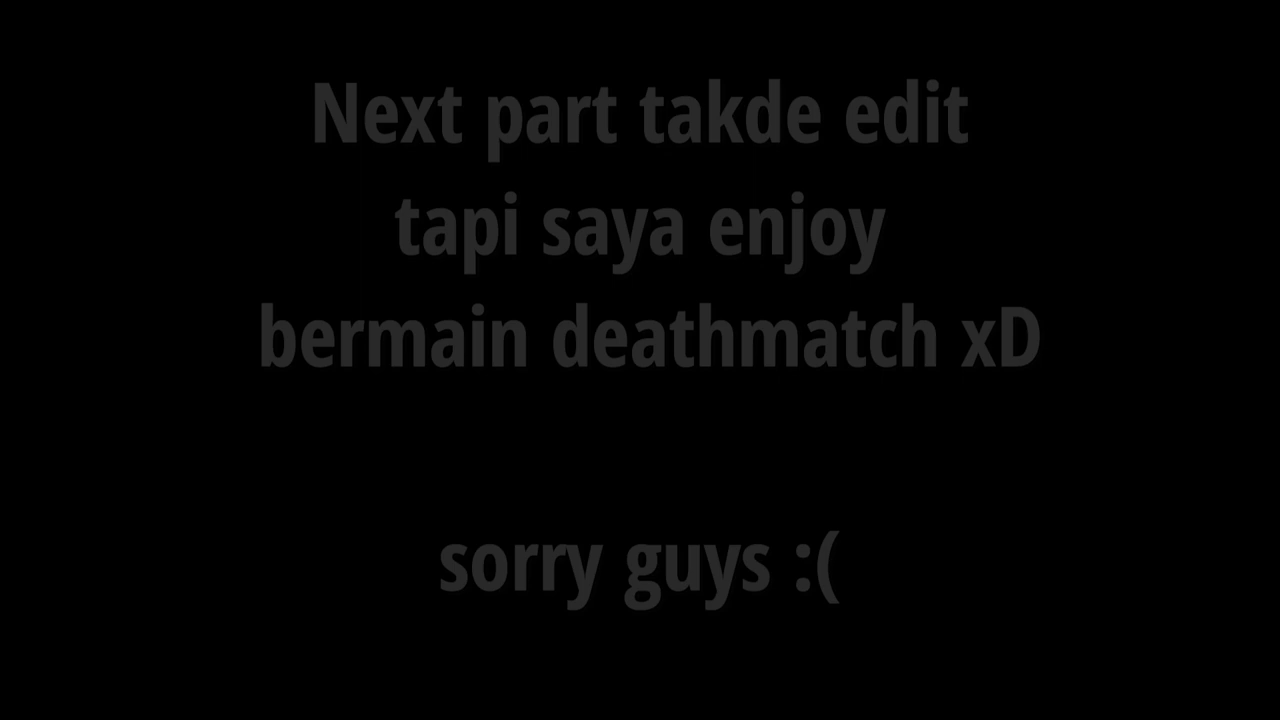 Next part takde edit
tapi saya enjoy
bermain deathmatch xD
sorry guys :(